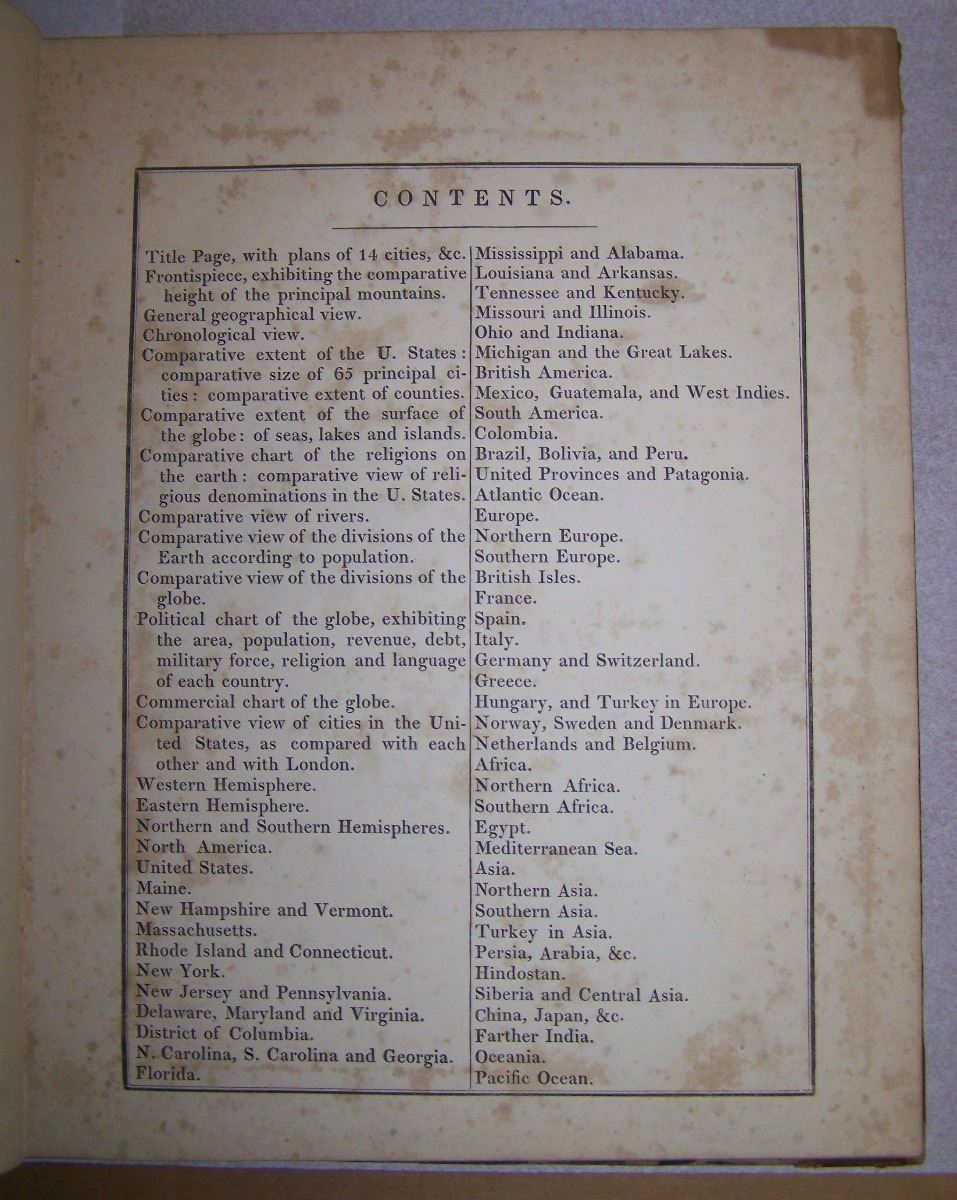 CONTENTS.
Title Page, with plans of 14 cities, &c.
Frontispiece, exhibiting the comparative
height of the principal mountains.
General geographical view.
Chronological view.
Comparative extent of the U. States :
comparative size of 65 principal ci-
ties : comparative extent of counties.
Comparative extent of the surface of
the globe : of seas, lakes and islands.
Comparative chart of the religions on
the earth : comparative view of reli-
gious denominations in the U. States.
Comparative view of rivers.
Comparative view of the divisions of the
Earth according to population.
Comparative view of the divisions of the
globe.
Political chart of the globe, exhibiting
the area, population, revenue, debt,
military force, religion and language
of each country.
Commercial chart of the globe.
Comparative view of cities in the Uni-
ted States, as compared with each
other and with London.
Western Hemisphere.
Eastern Hemisphere.
Northern and Southern Hemispheres.
North America.
United States.
Maine.
New Hampshire and Vermont.
Massachusetts.
Rhode Island and Connecticut.
New York.
New Jersey and Pennsylvania.
Delaware, Maryland and Virginia.
District of Columbia.
N. Carolina, S. Carolina and Georgia.
Florida.
Mississippi and Alabama.
Louisiana and Arkansas.
Tennessee and Kentucky.
Missouri and Illinois.
Ohio and Indiana.
Michigan and the Great Lakes.
British America.
Mexico, Guatemala, and West Indies.
South America.
Colombia.
Brazil, Bolivia, and Peru.
United Provinces and Patagonia.
Atlantic Ocean.
Europe.
Northern Europe.
Southern Europe.
British Isles.
France.
Spain.
Italy.
Germany and Switzerland.
Greece.
Hungary, and Turkey in Europe.
Norway, Sweden and Denmark.
Netherlands and Belgium.
Africa.
Northern Africa.
Southern Africa.
Egypt.
Mediterranean Sea.
Asia.
Northern Asia.
Southern Asia.
Turkey in Asia.
Persia, Arabia, &c.
Hindostan.
Siberia and Central Asia.
China, Japan, &c.
Farther India.
Oceania.
Pacific Ocean.